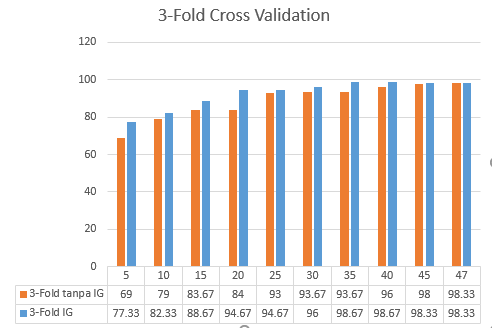 3-Fold Cross Validation
120
100
80
60
40
20
0
5 10 15 20 25 30 35 40 45 47
3-Fold tanpa IG 69 79 83.67 84 93 93.67 93.67 96 98 98.33
3-Fold IG 77.33 82.33 88.67 94.67 94.67 96 98.67 98.67 98.33 98.33